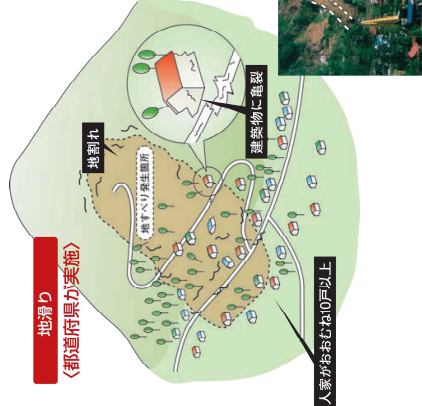 地滑り
〈都道府県が実施〉
地割れ
地すべり発生箇所
建築物に亀裂
人家がおおむね10戸以上